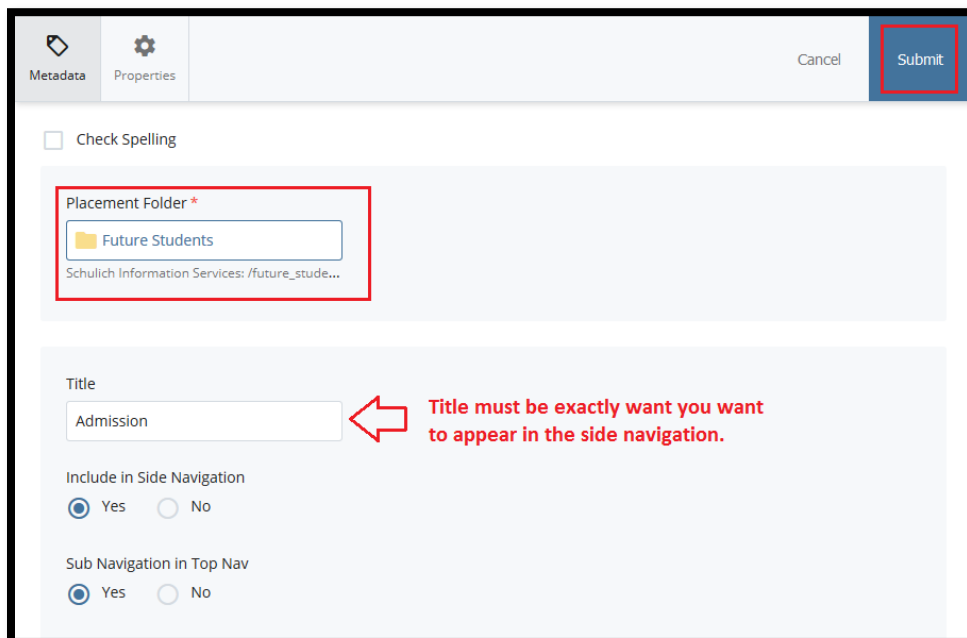 Metadata
Properties
Cancel
Submit
Check Spelling
Placement Folder *
Future Students
Schulich Information Services: /future_stude...
Title
Admission
Title must be exactly want you want
to appear in the side navigation.
Include in Side Navigation
Yes No
Sub Navigation in Top Nav
Yes No